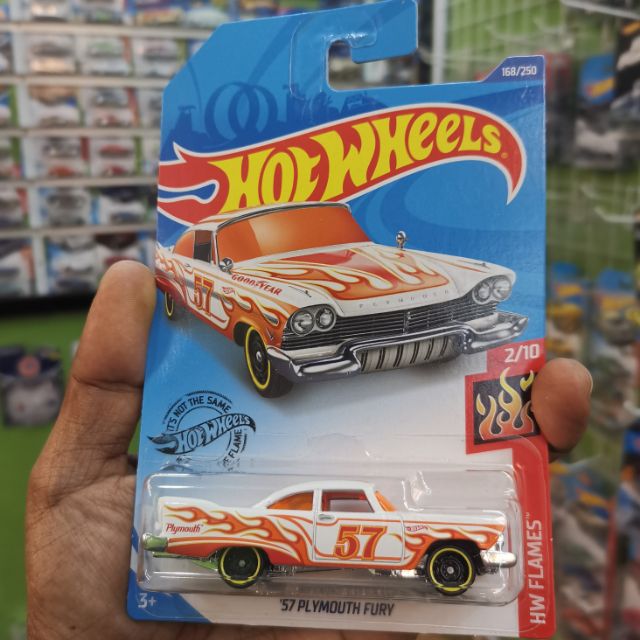 168/250
HOT WHEELS
GOODYEAR
57
PLYMOUTH
2/10
IT'S NOT THE SAME
HOT WHEELS
FLAME
Plymouth
57
3+
'57 PLYMOUTH FURY
HW FLAMES